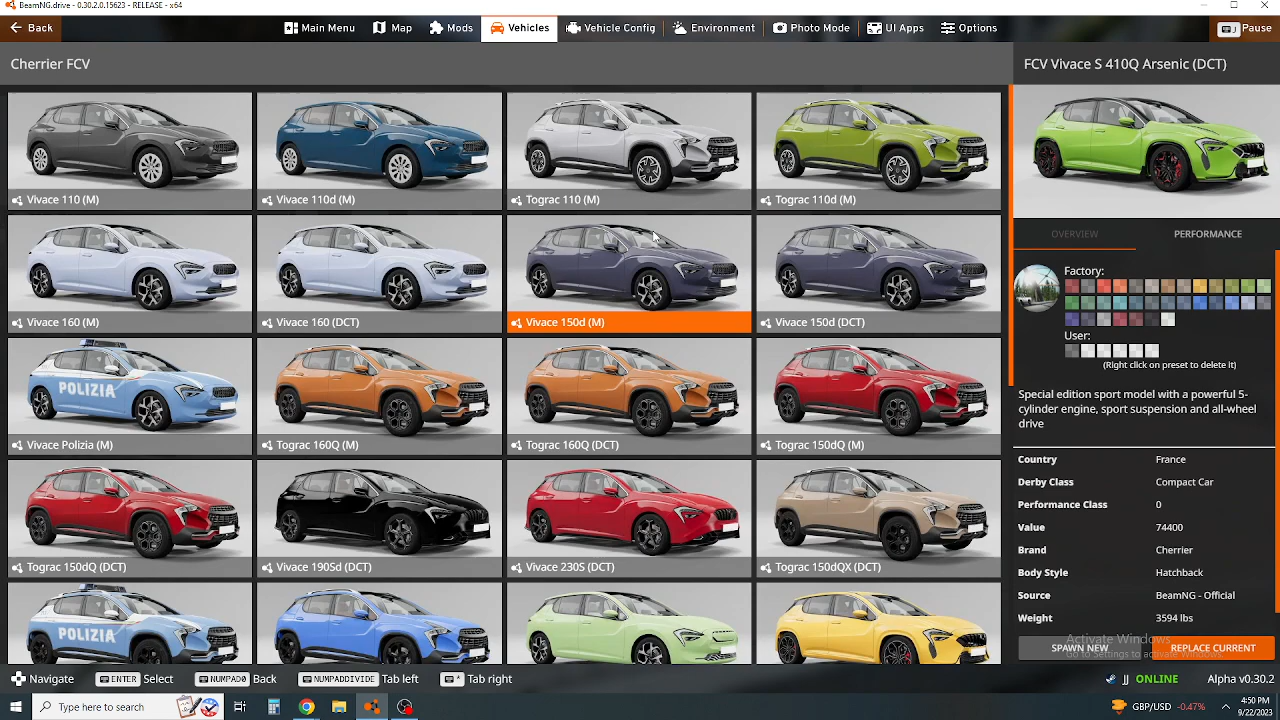 BeamNG.drive - 0.30.2.0.15623 - RELEASE - x64
Back
Main Menu
Map
Mods
Vehicles
Vehicle Config
Environment
Photo Mode
UI Apps
Options
Pause
Cherrier FCV
FCV Vivace S 410Q Arsenic (DCT)
Vivace 110 (M)
Vivace 110d (M)
Tograc 110 (M)
Tograc 110d (M)
Vivace 160 (M)
Vivace 160 (DCT)
Vivace 150d (M)
Vivace 150d (DCT)
POLIZIA
Vivace Polizia (M)
Tograc 160Q (M)
Tograc 160Q (DCT)
Tograc 150dQ (M)
Tograc 150dQ (DCT)
Vivace 190Sd (DCT)
Vivace 230S (DCT)
Tograc 150dQX (DCT)
POLIZIA
OVERVIEW
PERFORMANCE
Factory:
User:
(Right click on preset to delete it)
Special edition sport model with a powerful 5-
cylinder engine, sport suspension and all-wheel
drive
Country France
Derby Class Compact Car
Performance Class 0
Value 74400
Brand Cherrier
Body Style Hatchback
Source BeamNG - Official
Weight 3594 lbs
Activate Windows
Go to Settings to activate Windows.
SPAWN NEW
REPLACE CURRENT
Navigate
ENTER Select
NUMPAD0 Back
NUMPADDIVIDE Tab left
* Tab right
JJ ONLINE
Alpha v0.30.2
Type here to search
GBP/USD -0.47%
4:50 PM
9/22/2023